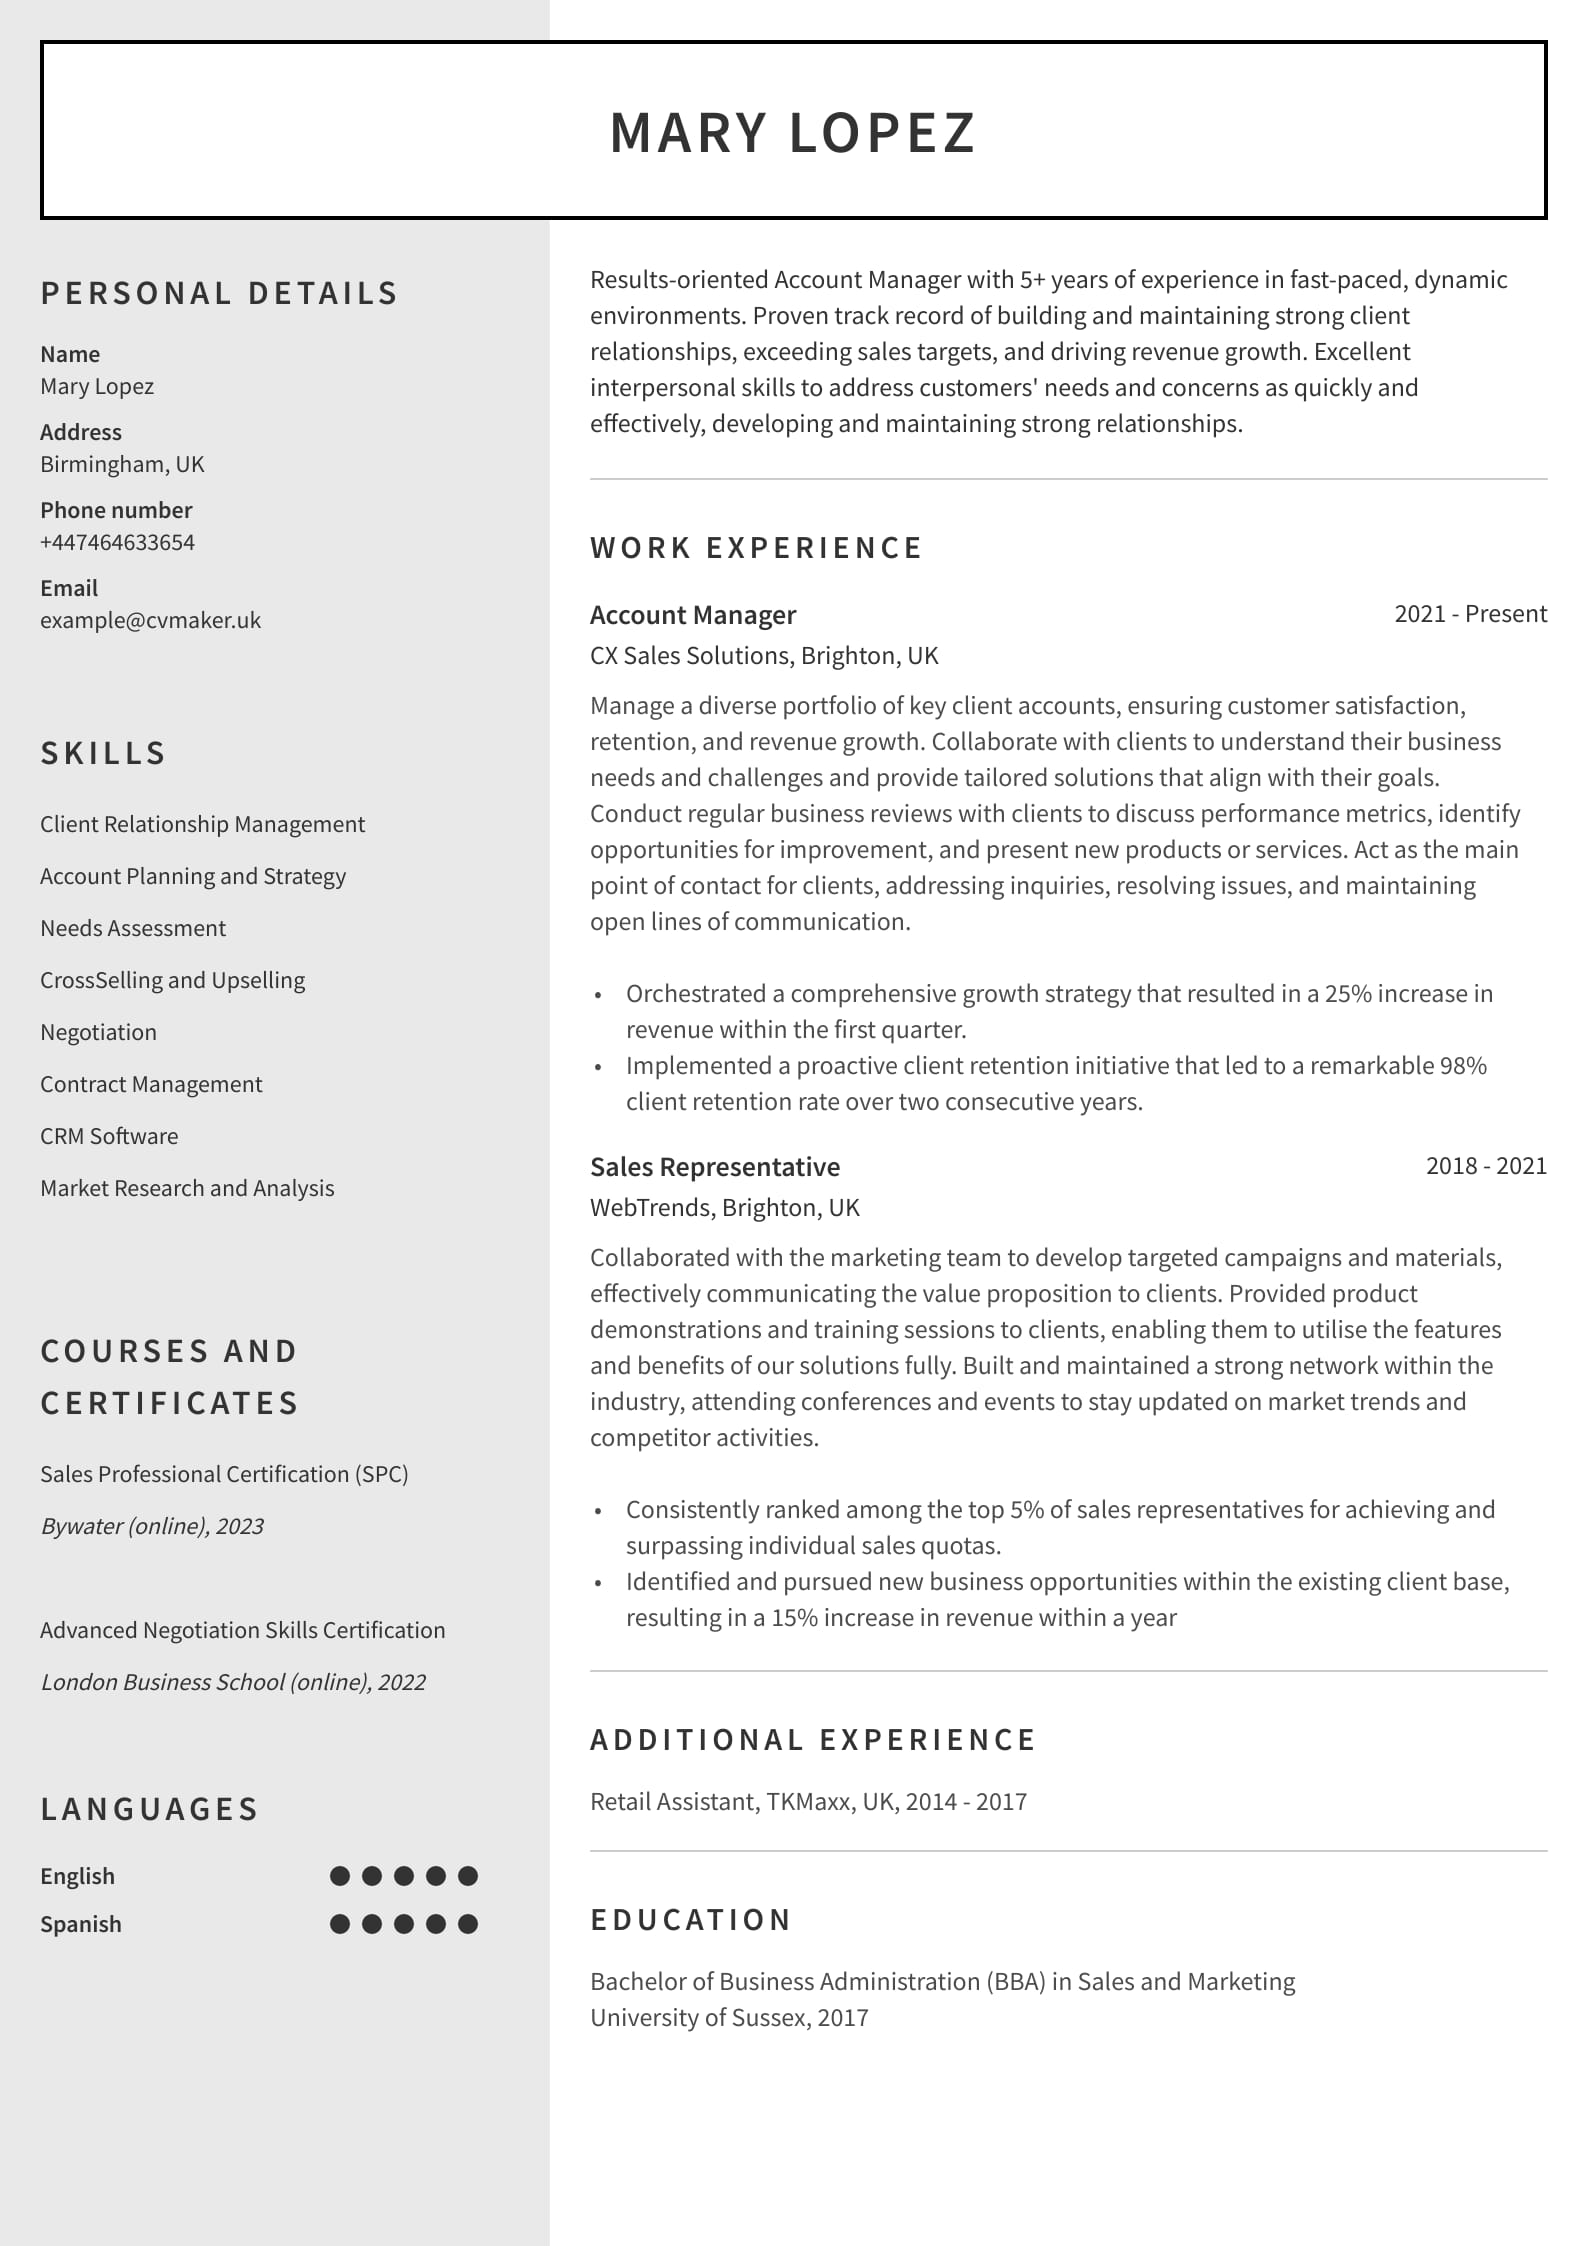 MARY LOPEZ
PERSONAL DETAILS
Name
Mary Lopez
Address
Birmingham, UK
Phone number
+447464633654
Email
example@cvmaker.uk
SKILLS
Client Relationship Management
Account Planning and Strategy
Needs Assessment
CrossSelling and Upselling
Negotiation
Contract Management
CRM Software
Market Research and Analysis
COURSES AND
CERTIFICATES
Sales Professional Certification (SPC)
Bywater (online), 2023
Advanced Negotiation Skills Certification
London Business School (online), 2022
LANGUAGES
English
Spanish
Results-oriented Account Manager with 5+ years of experience in fast-paced, dynamic
environments. Proven track record of building and maintaining strong client
relationships, exceeding sales targets, and driving revenue growth. Excellent
interpersonal skills to address customers' needs and concerns as quickly and
effectively, developing and maintaining strong relationships.
WORK EXPERIENCE
Account Manager 2021 - Present
CX Sales Solutions, Brighton, UK
Manage a diverse portfolio of key client accounts, ensuring customer satisfaction,
retention, and revenue growth. Collaborate with clients to understand their business
needs and challenges and provide tailored solutions that align with their goals.
Conduct regular business reviews with clients to discuss performance metrics, identify
opportunities for improvement, and present new products or services. Act as the main
point of contact for clients, addressing inquiries, resolving issues, and maintaining
open lines of communication.
• Orchestrated a comprehensive growth strategy that resulted in a 25% increase in
revenue within the first quarter.
• Implemented a proactive client retention initiative that led to a remarkable 98%
client retention rate over two consecutive years.
Sales Representative 2018 - 2021
WebTrends, Brighton, UK
Collaborated with the marketing team to develop targeted campaigns and materials,
effectively communicating the value proposition to clients. Provided product
demonstrations and training sessions to clients, enabling them to utilise the features
and benefits of our solutions fully. Built and maintained a strong network within the
industry, attending conferences and events to stay updated on market trends and
competitor activities.
• Consistently ranked among the top 5% of sales representatives for achieving and
surpassing individual sales quotas.
• Identified and pursued new business opportunities within the existing client base,
resulting in a 15% increase in revenue within a year
ADDITIONAL EXPERIENCE
Retail Assistant, TKMaxx, UK, 2014 - 2017
EDUCATION
Bachelor of Business Administration (BBA) in Sales and Marketing
University of Sussex, 2017